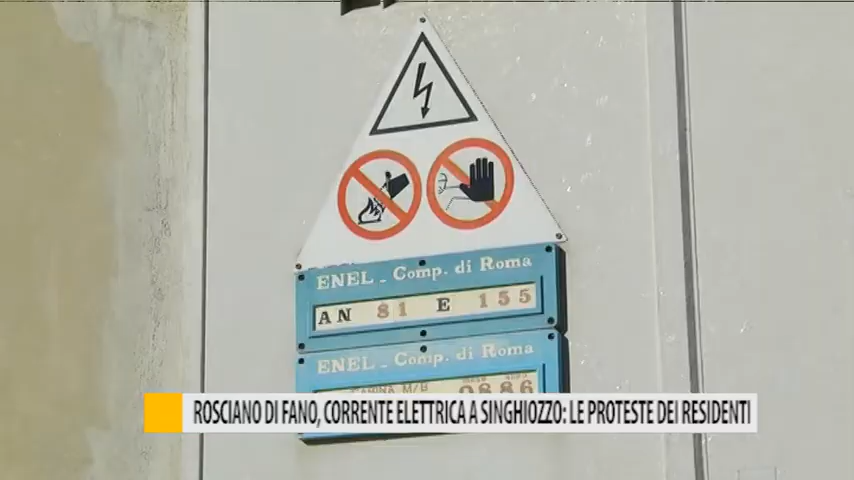 ENEL - Comp. di Roma
AN 81 E 155
ENEL - Comp. di Roma
CABINA M/B
0886
ROSCIANO DI FANO, CORRENTE ELETTRICA A SINGHIOZZO: LE PROTESTE DEI RESIDENTI